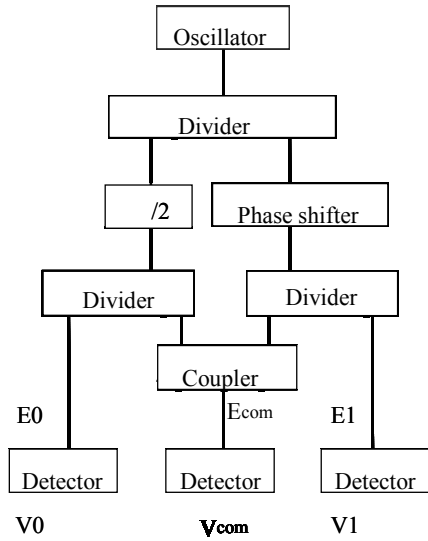 Oscillator
Divider
/2
Phase shifter
Divider
Divider
Coupler
E0
Ecom
E1
Detector
Detector
Detector
V0
Vcom
V1